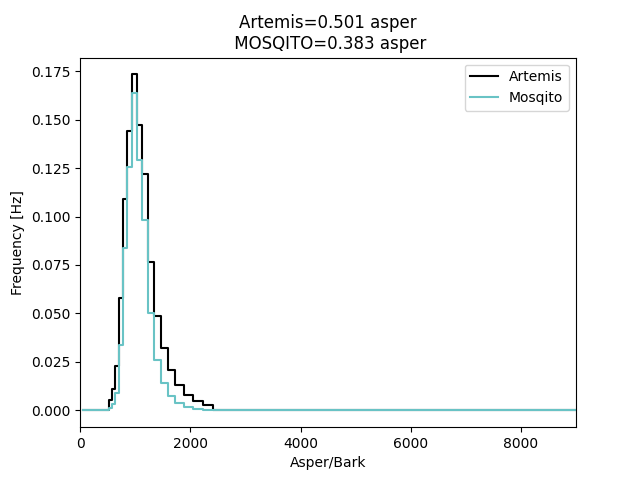 Artemis=0.501 asper
MOSQITO=0.383 asper
Artemis
Mosqito
Frequency [Hz]
0.175
0.150
0.125
0.100
0.075
0.050
0.025
0.000
0 2000 4000 6000 8000
Asper/Bark